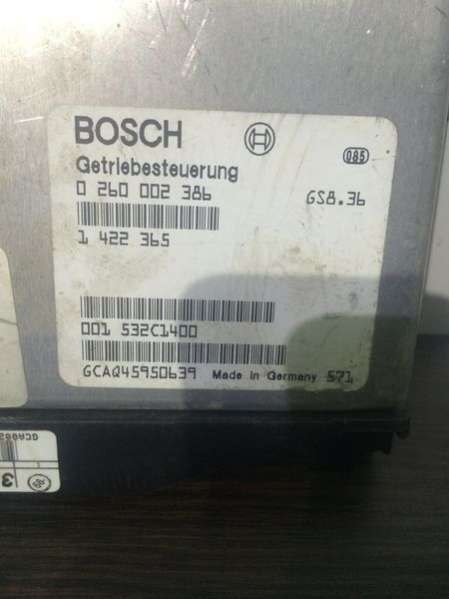 BOSCH
085
Getriebesteuerung
0 260 002 386
GS8.36
1 422 365
001 532C1400
GCAQ45950639 Made in Germany 571
3